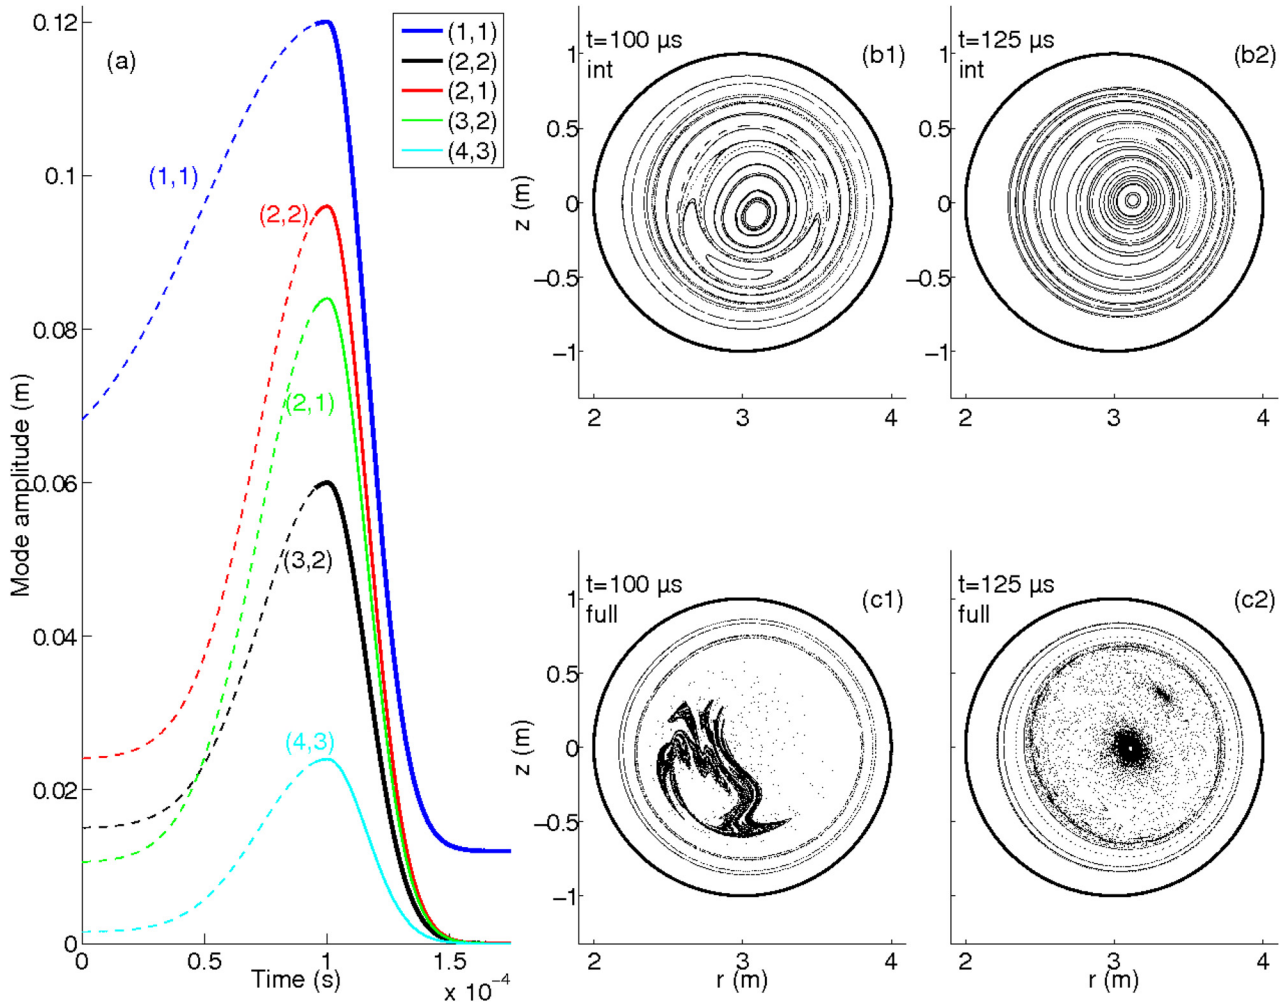 (a)
0.12
0.1
0.08
0.06
0.04
0.02
0
Mode amplitude (m)
(1,1)
(2,2)
(2,1)
(3,2)
(4,3)
(1,1)
(2,2)
(2,1)
(3,2)
(4,3)
0
0.5
1
1.5
Time (s)
x 10⁻⁴
t=100 µs
int
(b1)
1
0.5
0
−0.5
−1
z (m)
2
3
4
t=125 µs
int
(b2)
1
0.5
0
−0.5
−1
2
3
4
t=100 µs
full
(c1)
1
0.5
0
−0.5
−1
z (m)
2
3
4
r (m)
t=125 µs
full
(c2)
1
0.5
0
−0.5
−1
2
3
4
r (m)